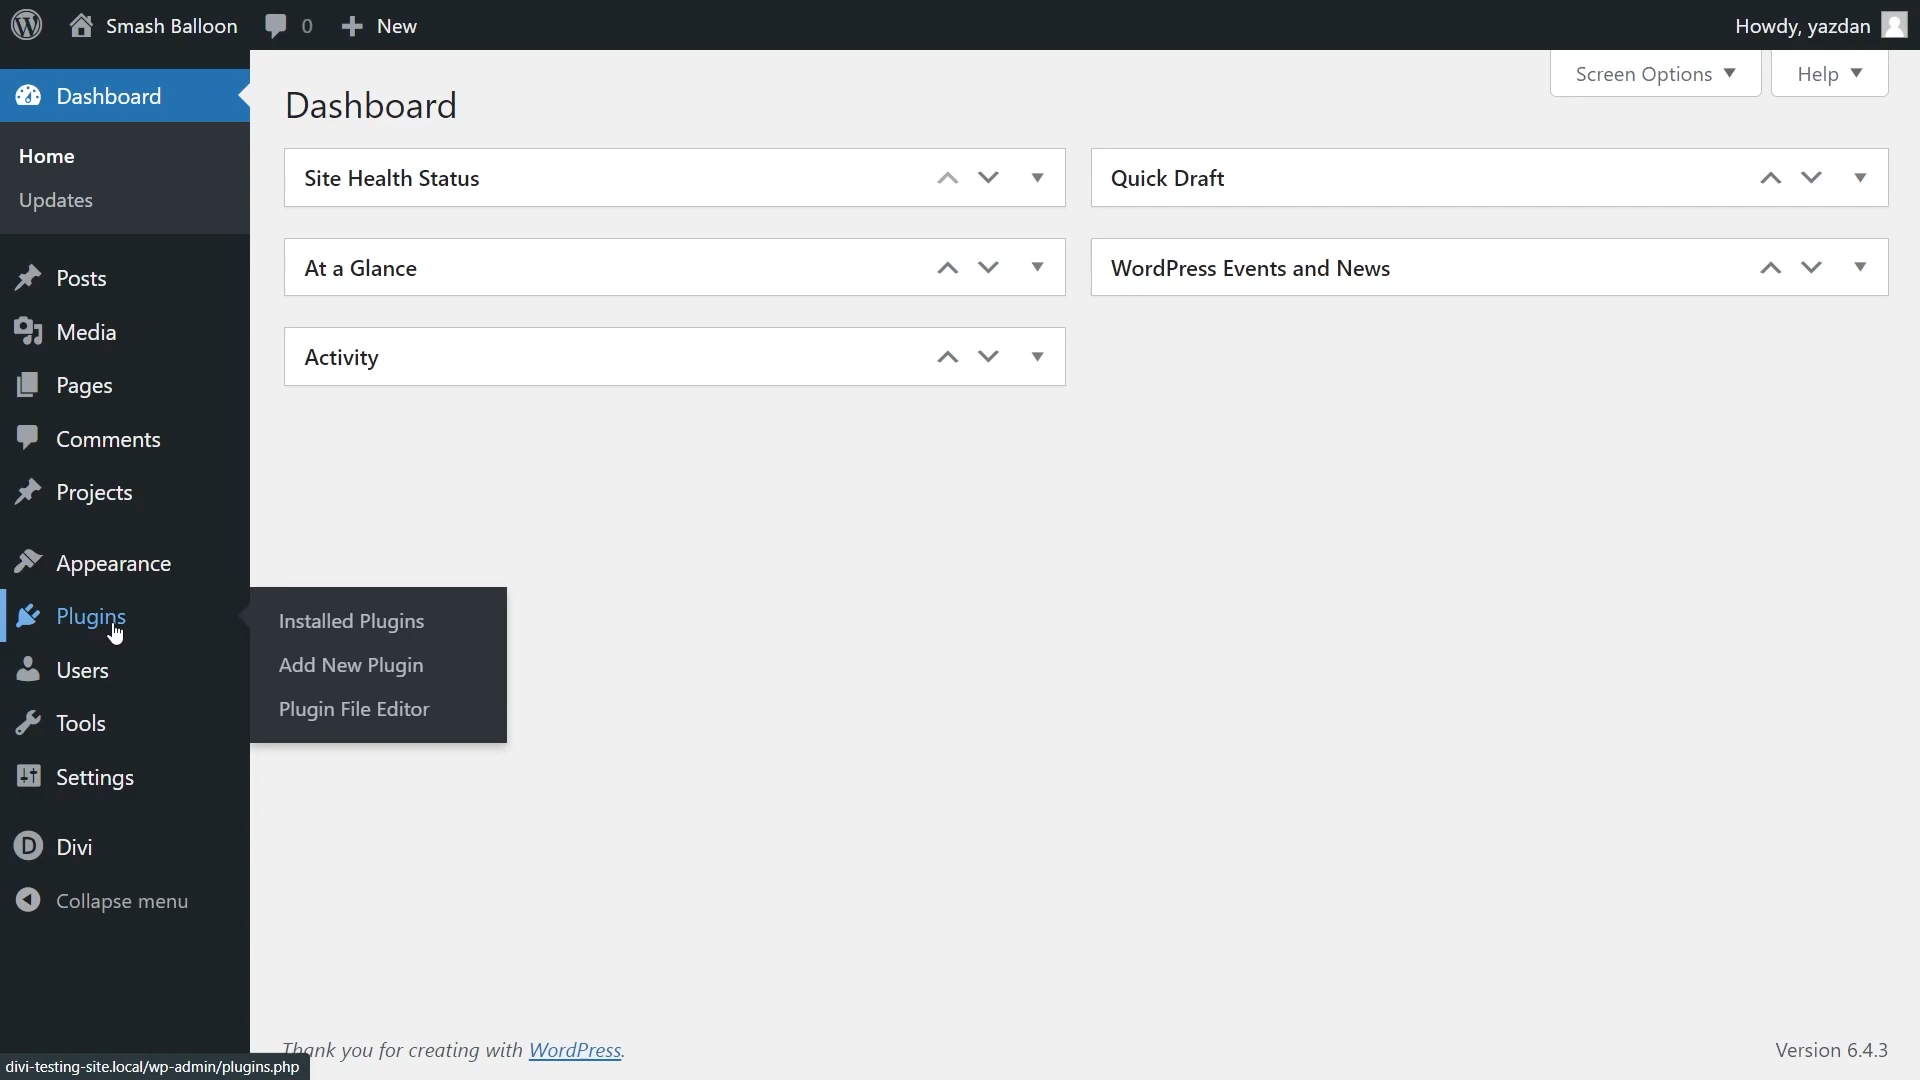 Smash Balloon 0 New Howdy, yazdan
Dashboard
Home
Updates
Posts
Media
Pages
Comments
Projects
Appearance
Plugins
Users
Tools
Settings
D Divi
Collapse menu
Installed Plugins
Add New Plugin
Plugin File Editor
Screen Options Help
Dashboard
Site Health Status
At a Glance
Activity
Quick Draft
WordPress Events and News
Thank you for creating with WordPress.
Version 6.4.3
divi-testing-site.local/wp-admin/plugins.php